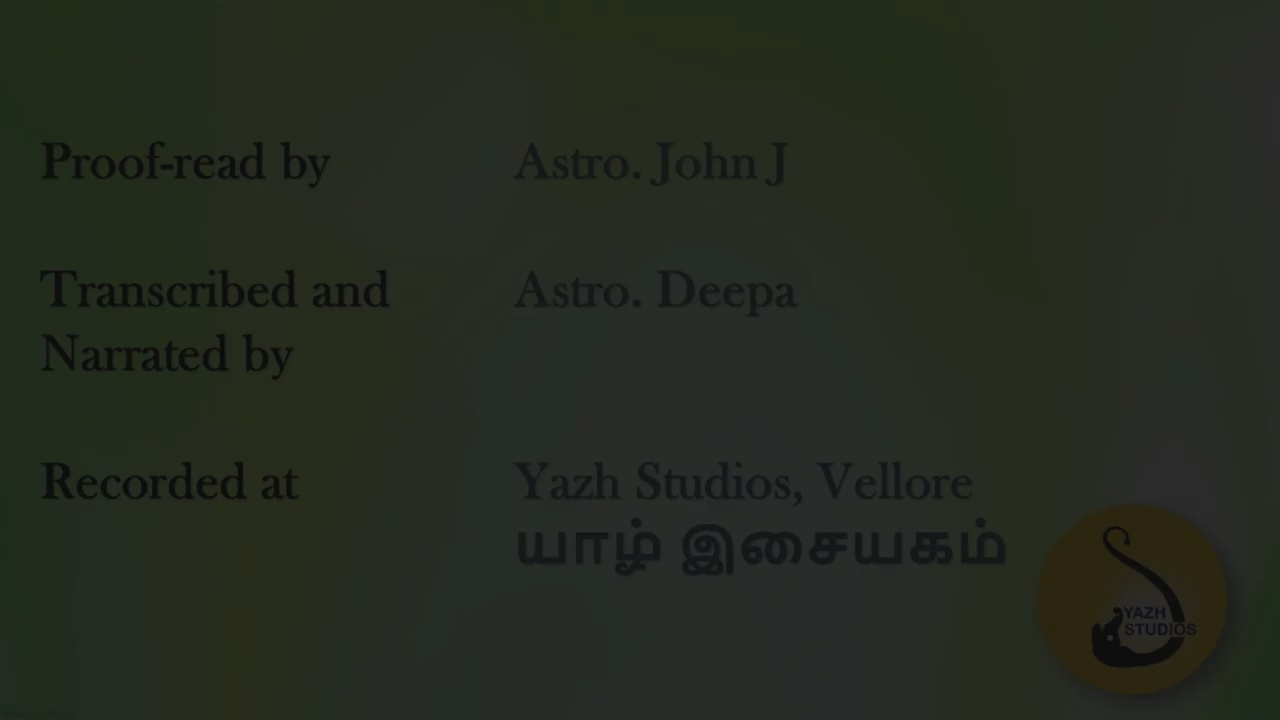 Proof-read by Astro. John J
Transcribed and Astro. Deepa
Narrated by
Recorded at Yazh Studios, Vellore
யாழ் இசையகம்
YAZH
STUDIOS